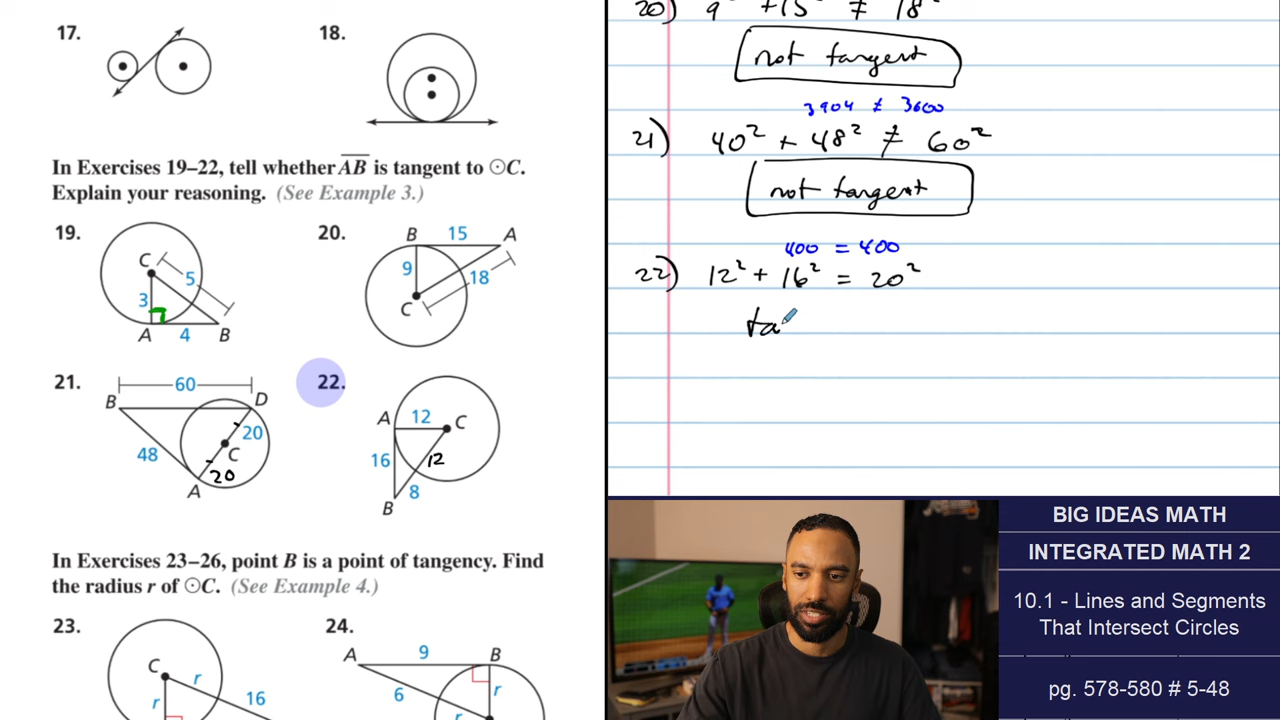 17.
18.
In Exercises 19–22, tell whether AB is tangent to ⊙C.
Explain your reasoning. (See Example 3.)
19.
C
5
3
A
4
B
20.
B
15
A
9
18
C
21.
60
B
D
20
48
C
20
A
22.
A
12
C
16
12
8
B
In Exercises 23–26, point B is a point of tangency. Find
the radius r of ⊙C. (See Example 4.)
23.
C
r
r
16
24.
A
9
B
6
r
r
20) 9² + 15² ≠ 18²
not tangent
3904 ≠ 3600
21) 40² + 48² ≠ 60²
not tangent
400 = 400
22) 12² + 16² = 20²
ta
BIG IDEAS MATH
INTEGRATED MATH 2
10.1 - Lines and Segments
That Intersect Circles
pg. 578-580 # 5-48